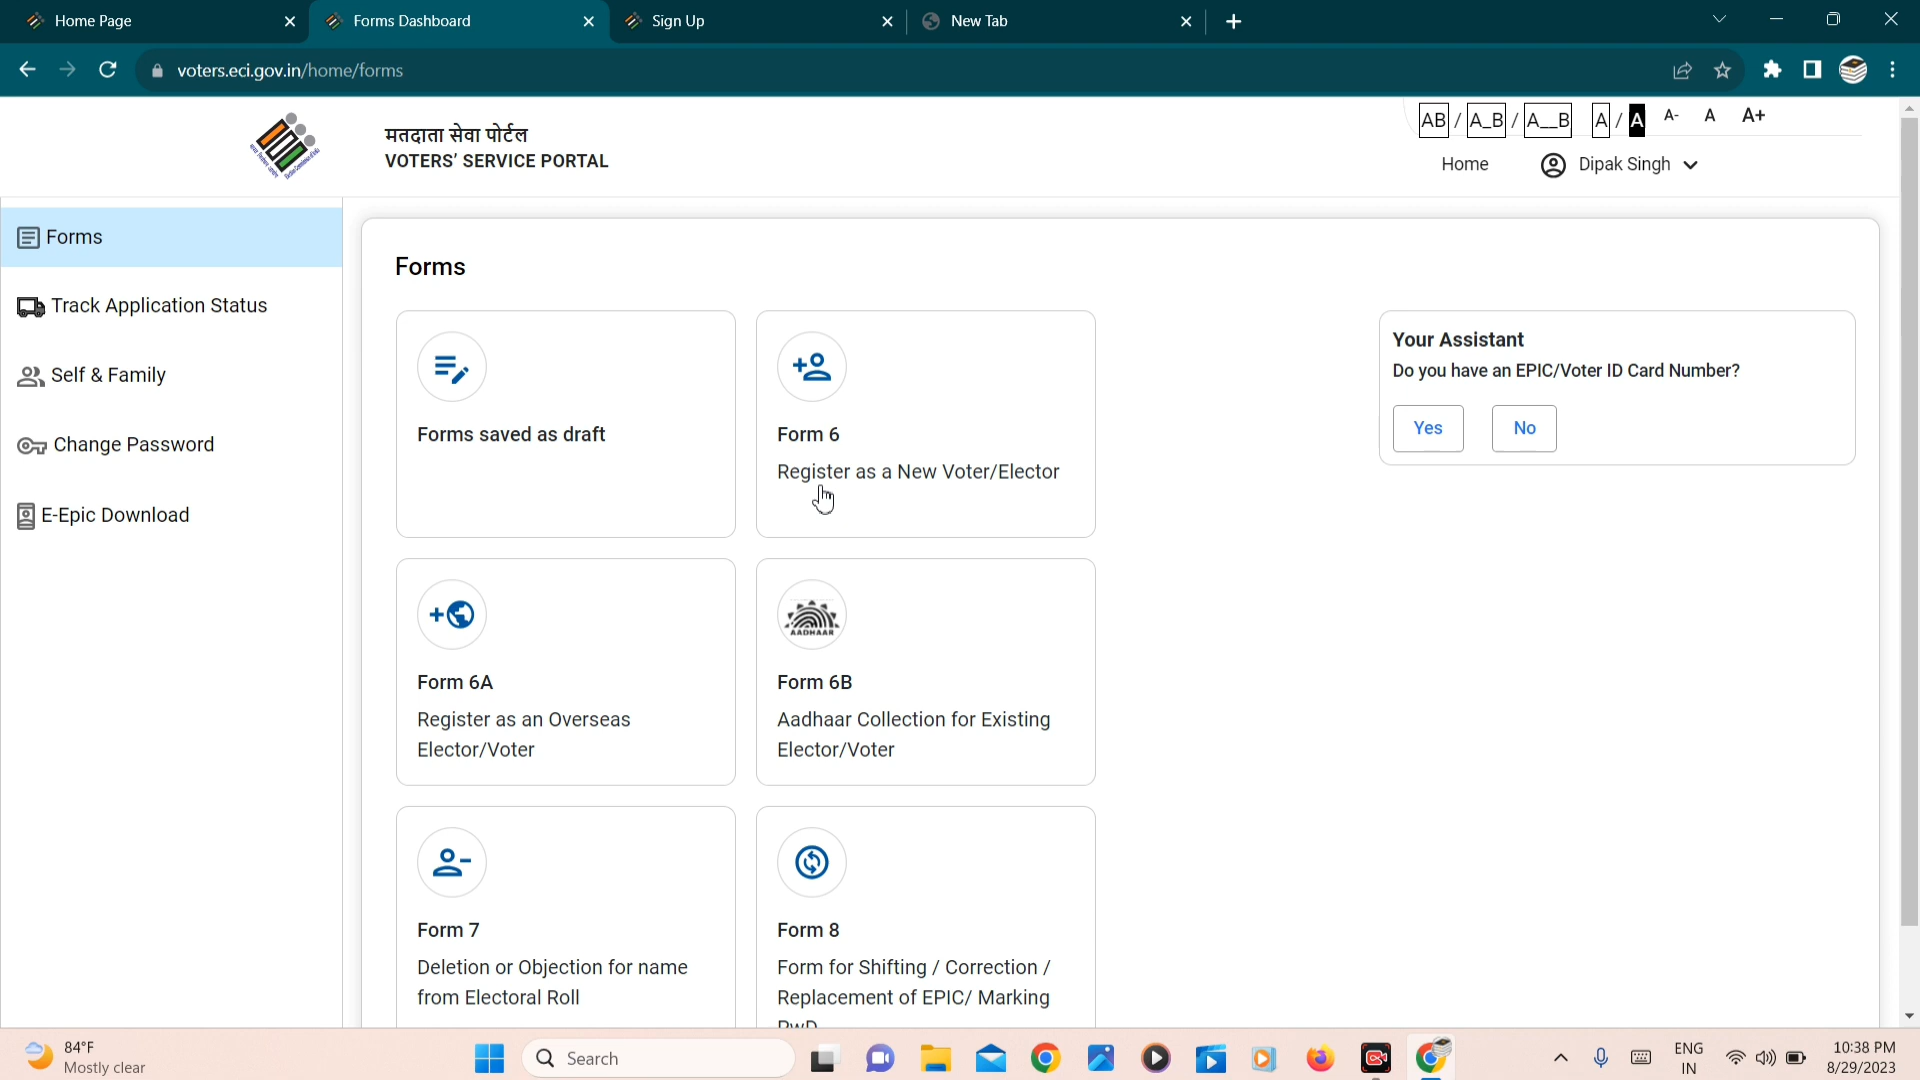 Home Page
Forms Dashboard
Sign Up
New Tab
voters.eci.gov.in/home/forms
मतदाता सेवा पोर्टल
VOTERS' SERVICE PORTAL
AB / A_B / A__B A / A A- A A+
Home
Dipak Singh
Forms
Track Application Status
Self & Family
Change Password
E-Epic Download
Forms
Forms saved as draft
Form 6
Register as a New Voter/Elector
Your Assistant
Do you have an EPIC/Voter ID Card Number?
Yes
No
Form 6A
Register as an Overseas
Elector/Voter
AADHAAR
Form 6B
Aadhaar Collection for Existing
Elector/Voter
Form 7
Deletion or Objection for name
from Electoral Roll
Form 8
Form for Shifting / Correction /
Replacement of EPIC/ Marking
PwD
84°F
Mostly clear
Search
ENG
IN
10:38 PM
8/29/2023